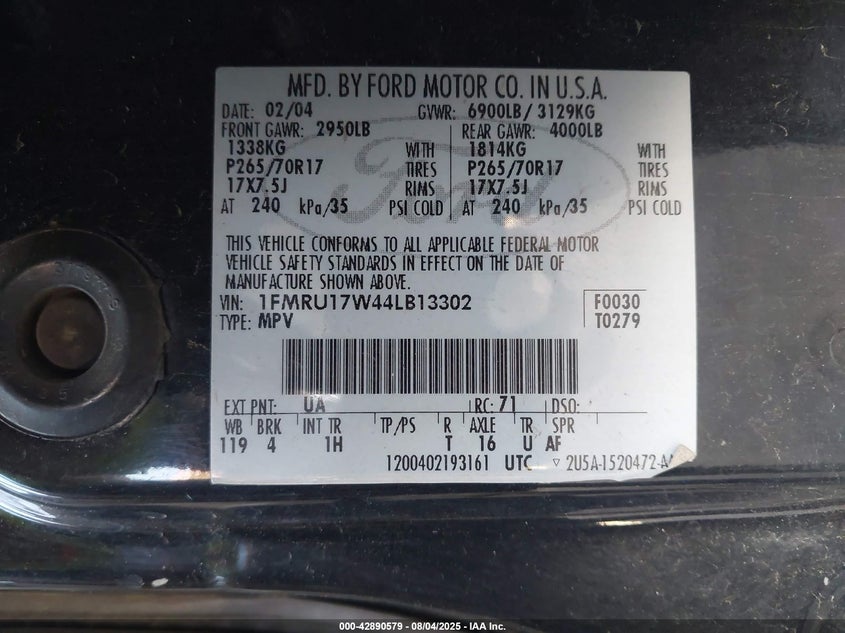 MFD. BY FORD MOTOR CO. IN U.S.A.
DATE: 02/04 GVWR: 6900LB/ 3129KG
FRONT GAWR: 2950LB REAR GAWR: 4000LB
1338KG WITH 1814KG WITH
P265/70R17 TIRES P265/70R17 TIRES
17X7.5J RIMS 17X7.5J RIMS
AT 240 kPa/35 PSI COLD AT 240 kPa/35 PSI COLD
THIS VEHICLE CONFORMS TO ALL APPLICABLE FEDERAL MOTOR
VEHICLE SAFETY STANDARDS IN EFFECT ON THE DATE OF
MANUFACTURE SHOWN ABOVE.
VIN: 1FMRU17W44LB13302 F0030
TYPE: MPV T0279
EXT PNT: UA RC: 71 DSO:
WB BRK INT TR TP/PS R AXLE TR SPR
119 4 1H T 16 U AF
1200402193161 UTC ▽ 2U5A-1520472-A
000-42890579 - 08/04/2025 - IAA Inc.